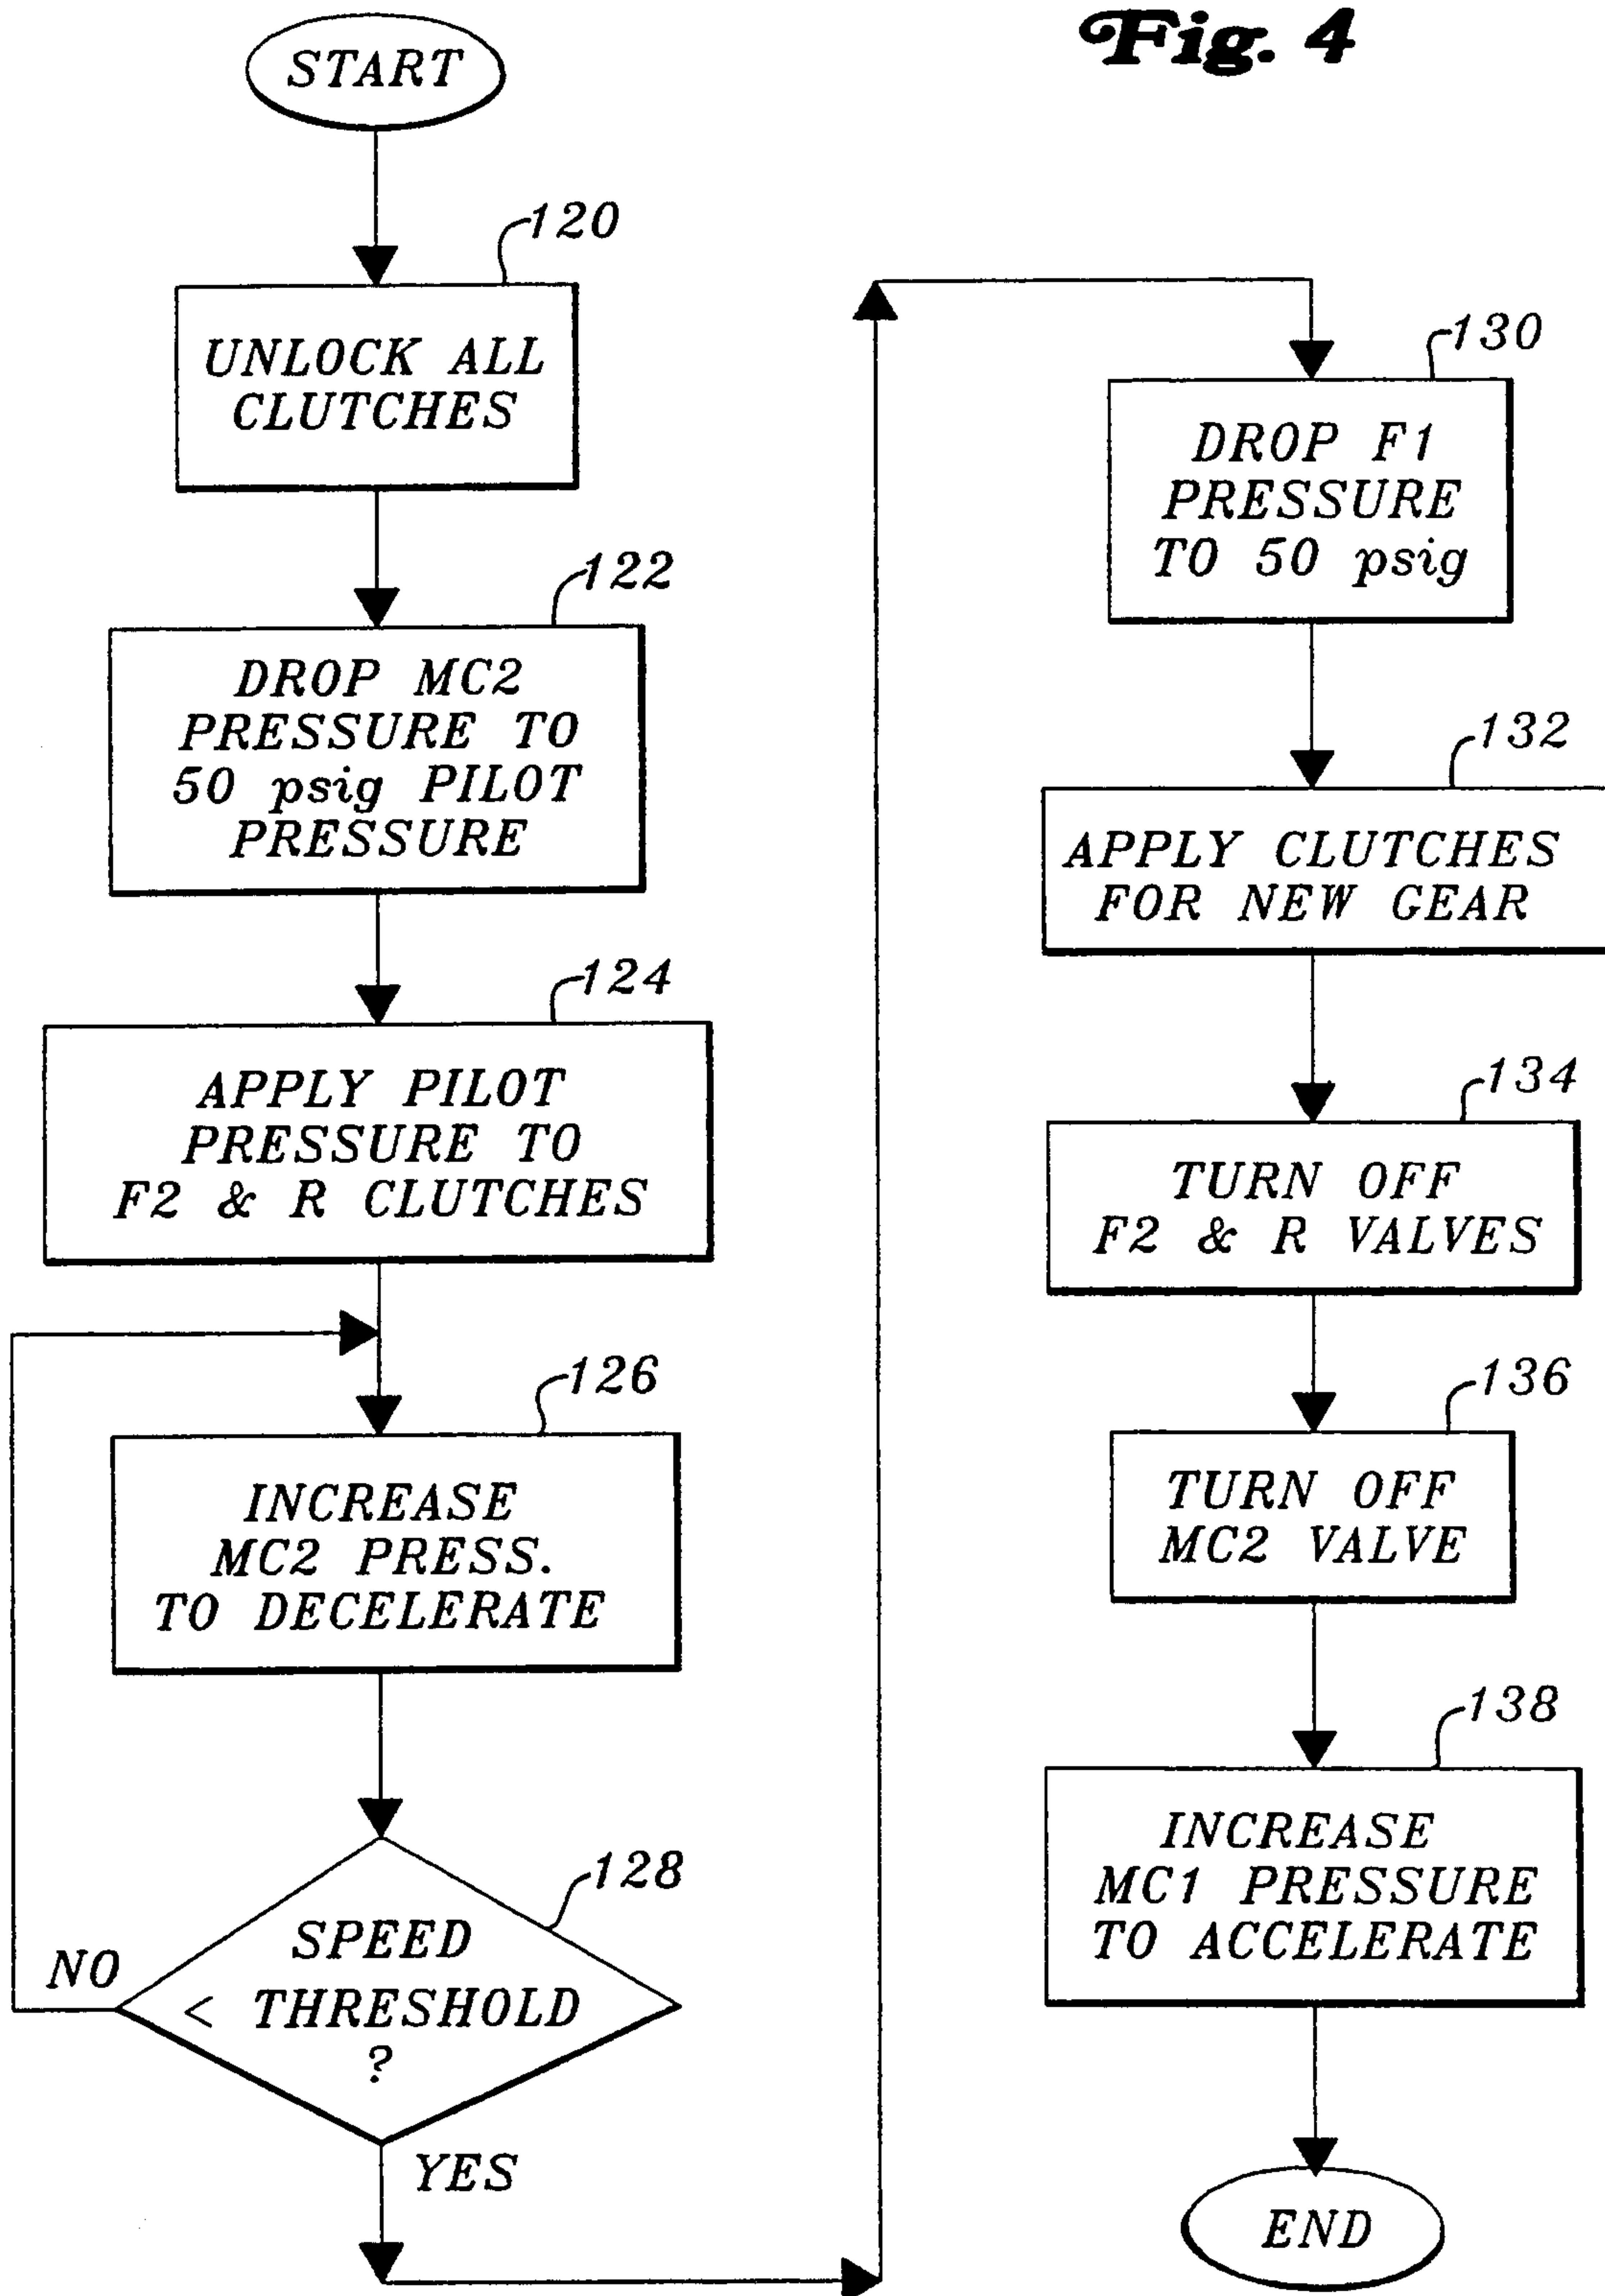 Fig. 4
START
120
UNLOCK ALL
CLUTCHES
122
DROP MC2
PRESSURE TO
50 psig PILOT
PRESSURE
124
APPLY PILOT
PRESSURE TO
F2 & R CLUTCHES
126
INCREASE
MC2 PRESS.
TO DECELERATE
128
SPEED
< THRESHOLD
?
NO
YES
130
DROP F1
PRESSURE
TO 50 psig
132
APPLY CLUTCHES
FOR NEW GEAR
134
TURN OFF
F2 & R VALVES
136
TURN OFF
MC2 VALVE
138
INCREASE
MC1 PRESSURE
TO ACCELERATE
END